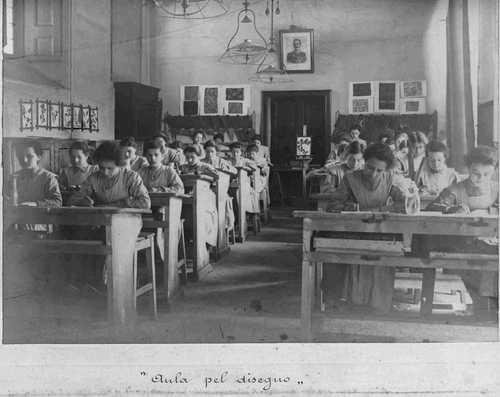 " Aula pel disegno „